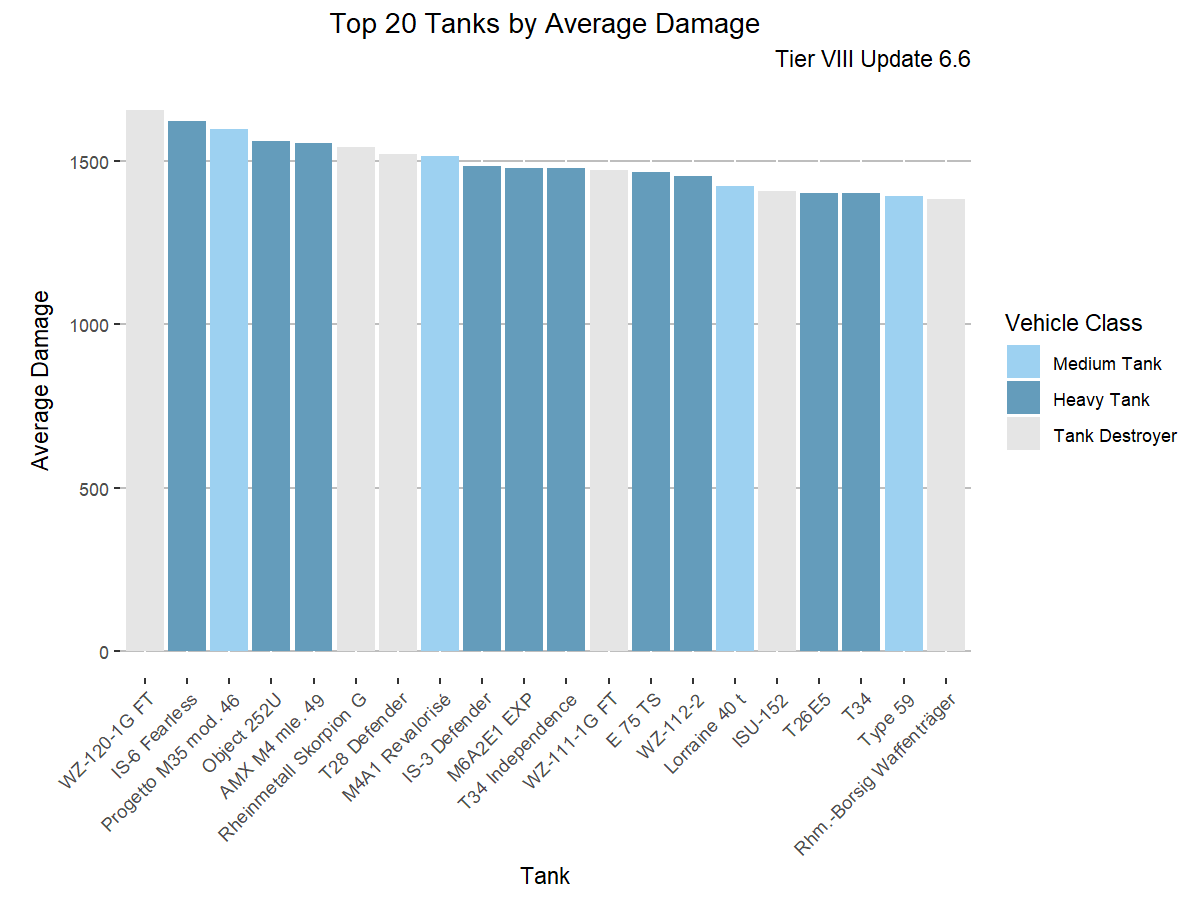 Top 20 Tanks by Average Damage
Tier VIII Update 6.6
Average Damage
1500
1000
500
0
WZ-120-1G FT
IS-6 Fearless
Progetto M35 mod. 46
Object 252U
AMX M4 mle. 49
Rheinmetall Skorpion G
T28 Defender
M4A1 Revalorisé
IS-3 Defender
M6A2E1 EXP
T34 Independence
WZ-111-1G FT
E 75 TS
WZ-112-2
Lorraine 40 t
ISU-152
T26E5
T34
Type 59
Rhm.-Borsig Waffenträger
Tank
Vehicle Class
Medium Tank
Heavy Tank
Tank Destroyer